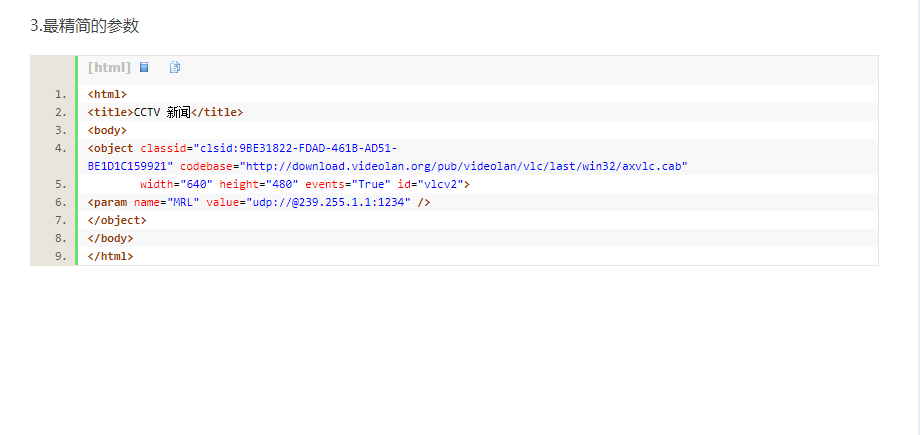 3.最精简的参数
[html]
1. <html>
2. <title>CCTV 新闻</title>
3. <body>
4. <object classid="clsid:9BE31822-FDAD-461B-AD51-
BE1D1C159921" codebase="http://download.videolan.org/pub/videolan/vlc/last/win32/axvlc.cab"
5. width="640" height="480" events="True" id="vlcv2">
6. <param name="MRL" value="udp://@239.255.1.1:1234" />
7. </object>
8. </body>
9. </html>